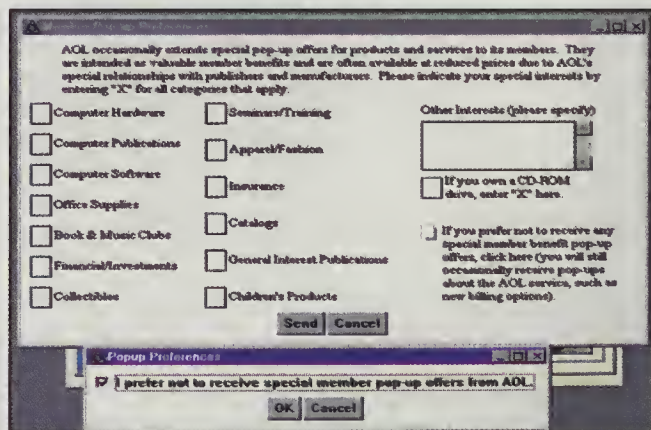 AOL occasionally extends special pop-up offers for products and services to its members. They
are intended as valuable member benefits and are often available at reduced prices due to AOL's
special relationships with publishers and manufacturers. Please indicate your special interests by
entering "X" for all categories that apply.
Computer Hardware
Computer Publications
Computer Software
Office Supplies
Book & Music Clubs
Financial/Investments
Collectibles
Seminars/Training
Apparel/Fashion
Insurance
Catalogs
General Interest Publications
Children's Products
Other Interests (please specify)
If you own a CD-ROM
drive, enter "X" here.
If you prefer not to receive any
special member benefit pop-up
offers, click here (you will still
occasionally receive pop-ups
about the AOL service, such as
new billing options).
Send Cancel
Popup Preferences
I prefer not to receive special member pop-up offers from AOL.
OK Cancel